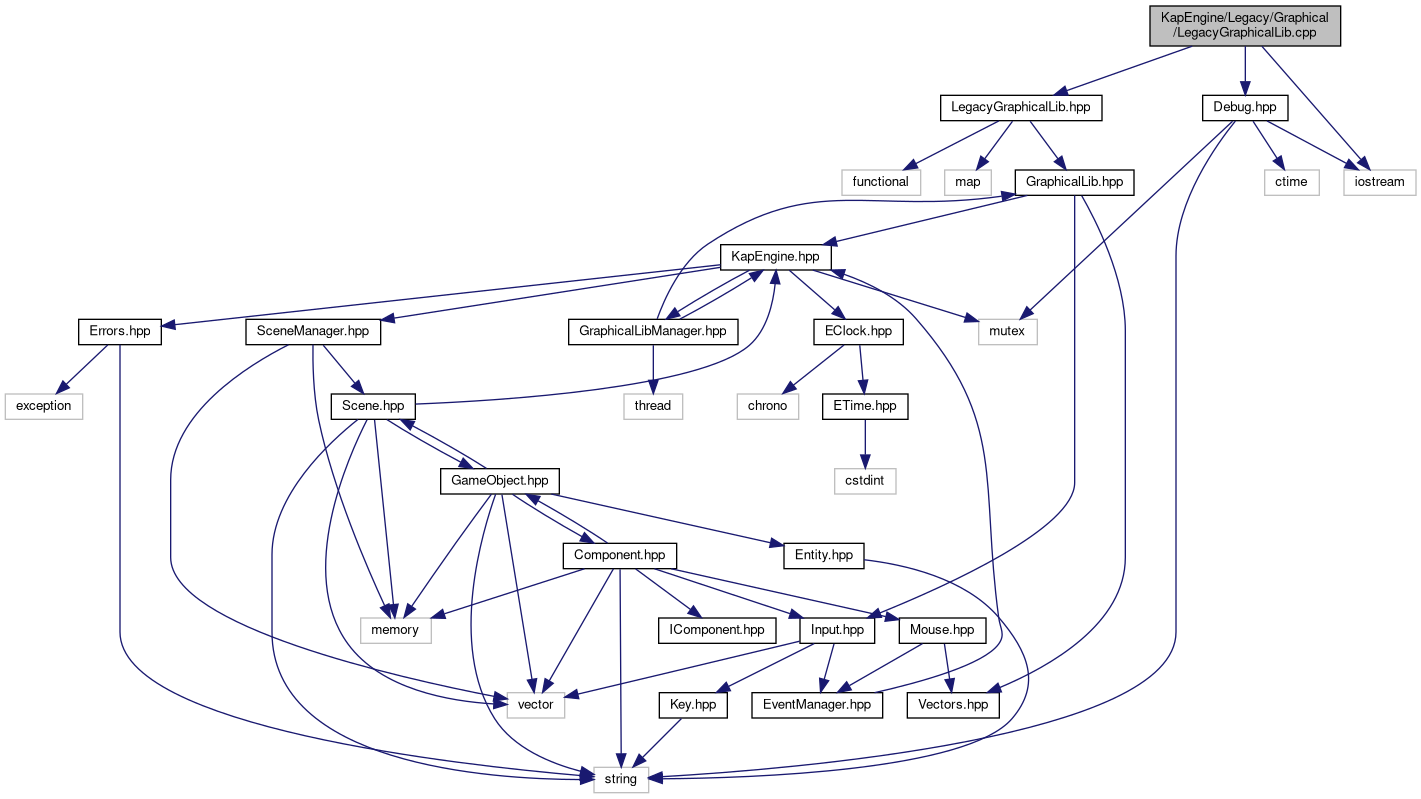 KapEngine/Legacy/Graphical
/LegacyGraphicalLib.cpp
LegacyGraphicalLib.hpp
Debug.hpp
functional
map
GraphicalLib.hpp
ctime
iostream
KapEngine.hpp
Errors.hpp
SceneManager.hpp
GraphicalLibManager.hpp
EClock.hpp
mutex
exception
Scene.hpp
thread
chrono
ETime.hpp
GameObject.hpp
cstdint
Component.hpp
Entity.hpp
memory
IComponent.hpp
Input.hpp
Mouse.hpp
vector
Key.hpp
EventManager.hpp
Vectors.hpp
string